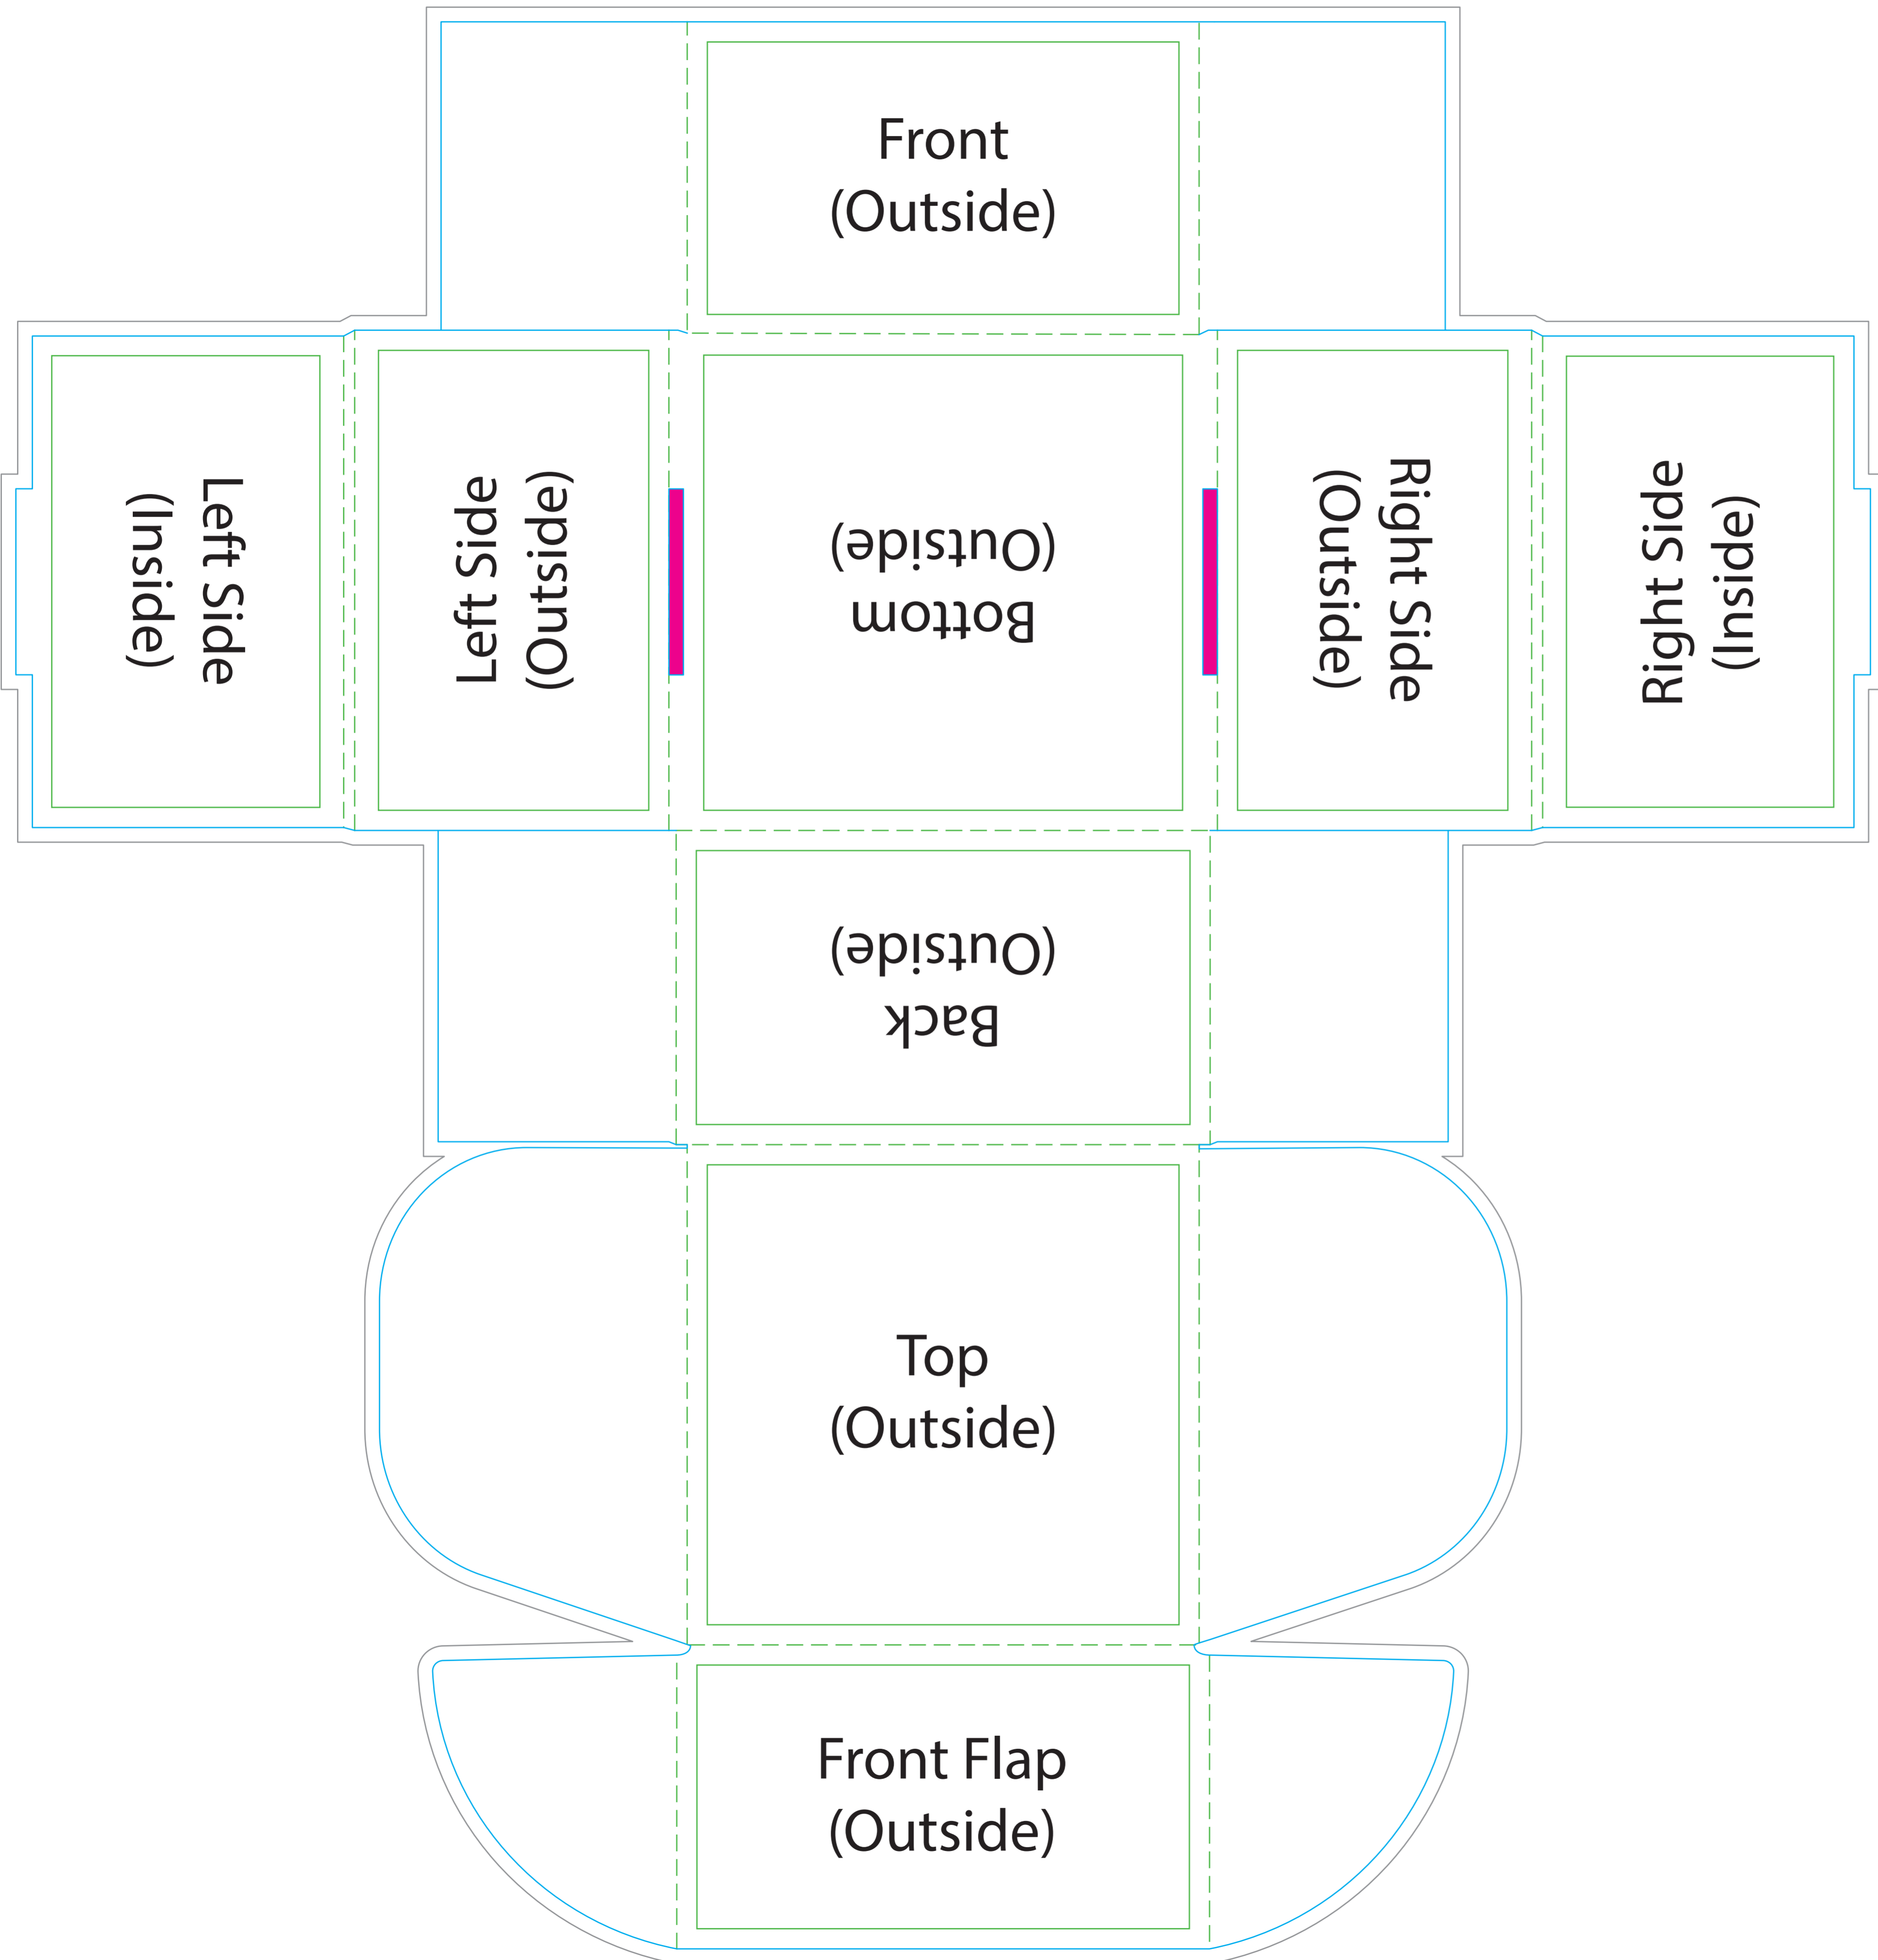 Front
(Outside)
Left Side
(Inside)
Left Side
(Outside)
Bottom
(Outside)
Right Side
(Outside)
Right Side
(Inside)
Back
(Outside)
Top
(Outside)
Front Flap
(Outside)